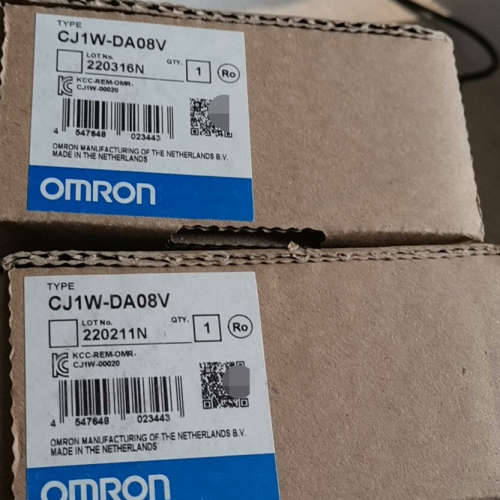 TYPE
CJ1W-DA08V
LOT No.
220316N
QTY.
1
Ro
KCC-REM-OMR-
CJ1W-00020
4 547648 023443
OMRON MANUFACTURING OF THE NETHERLANDS B.V.
MADE IN THE NETHERLANDS
OMRON
TYPE
CJ1W-DA08V
LOT No.
220211N
QTY.
1
Ro
KCC-REM-OMR-
CJ1W-00020
4 547648 023443
OMRON MANUFACTURING OF THE NETHERLANDS B.V.
MADE IN THE NETHERLANDS
OMRON